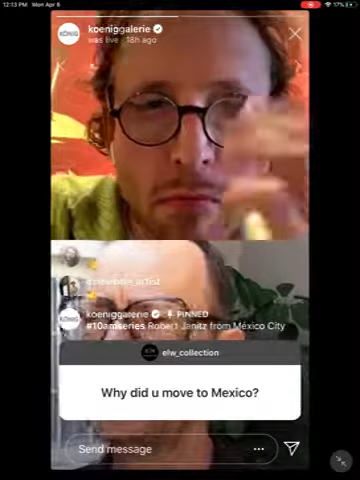 12:13 PM Mon Apr 6
17%
KÖNIG
koeniggalerie
was live · 18h ago
koeniggalerie PINNED
KÖNIG
#10amseries Robert Janitz from México City
elw_collection
Why did u move to Mexico?
Send message